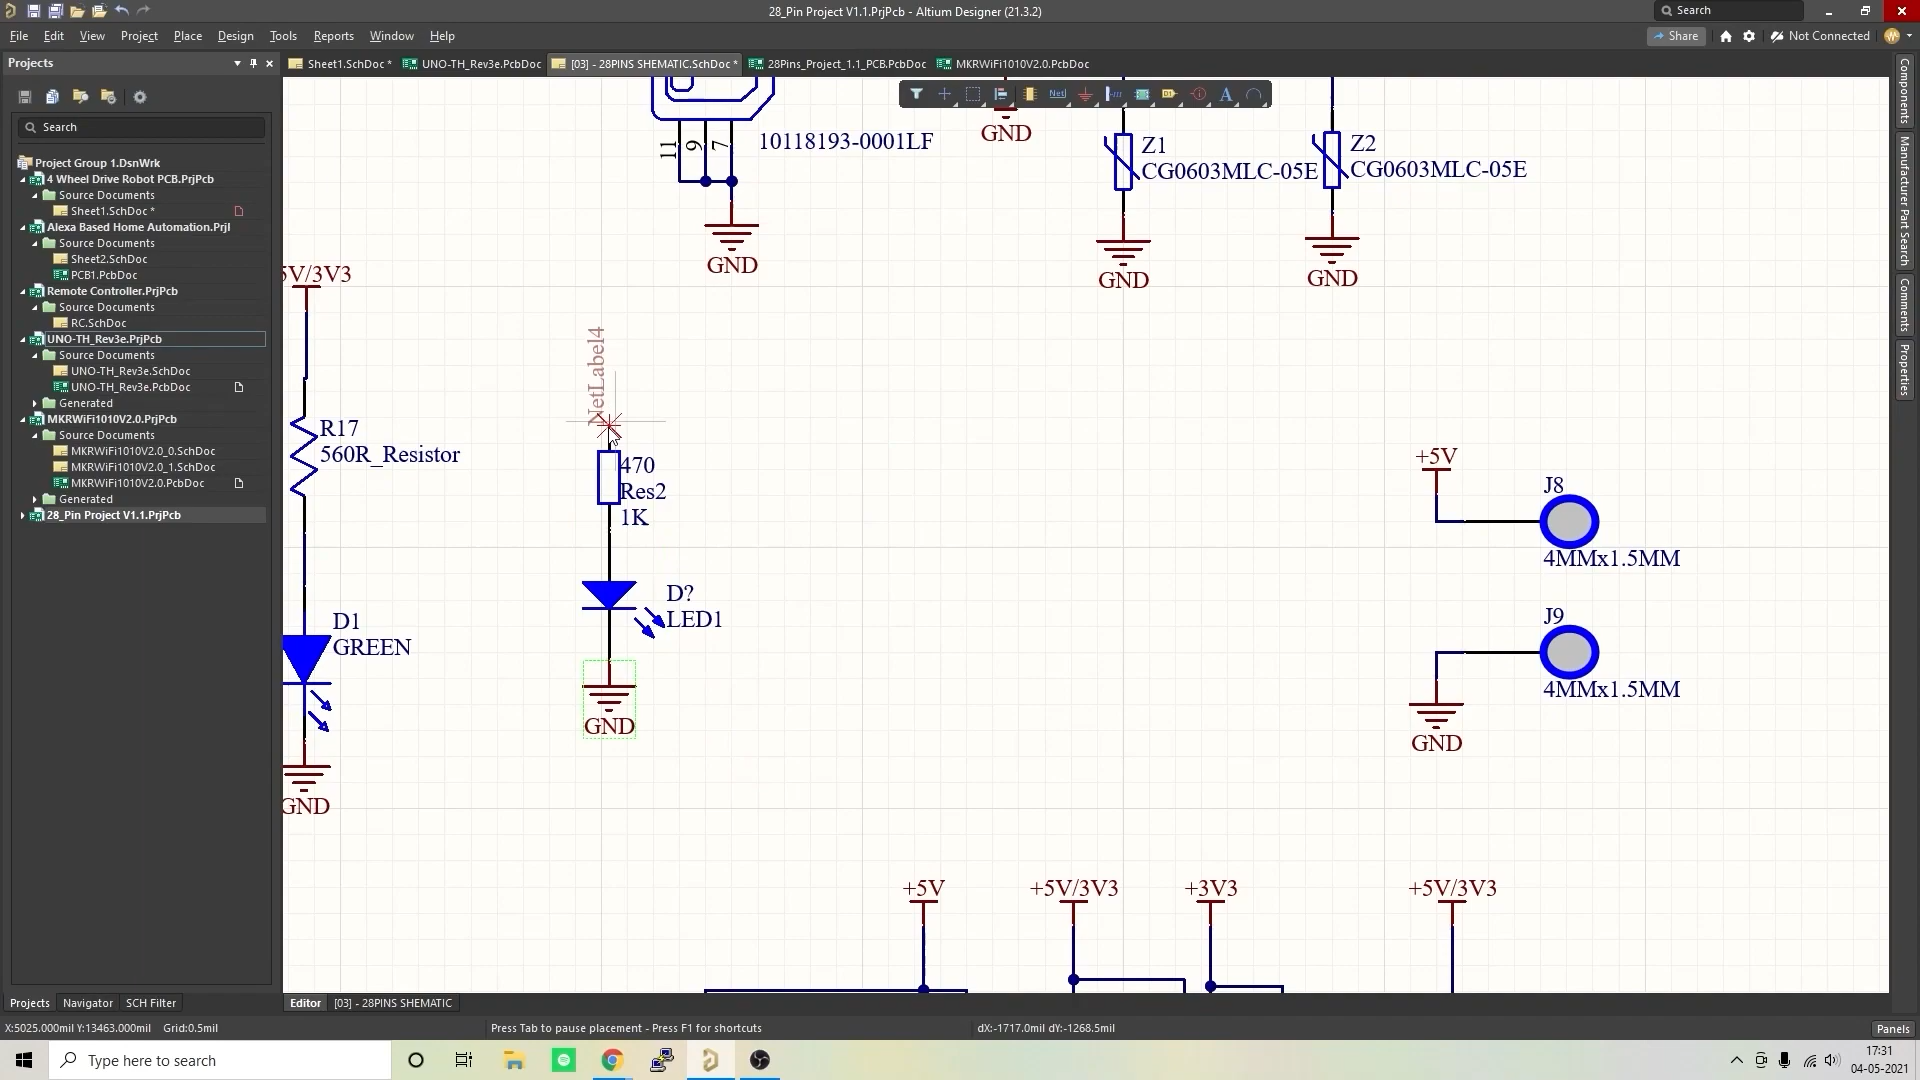 28_Pin Project V1.1.PrjPcb - Altium Designer (21.3.2)
Search
File Edit View Project Place Design Tools Reports Window Help
Share
Not Connected
Projects
Sheet1.SchDoc *
UNO-TH_Rev3e.PcbDoc
[03] - 28PINS SHEMATIC.SchDoc *
28Pins_Project_1.1_PCB.PcbDoc
MKRWiFi1010V2.0.PcbDoc
Search
Project Group 1.DsnWrk
4 Wheel Drive Robot PCB.PrjPcb
Source Documents
Sheet1.SchDoc *
Alexa Based Home Automation.Prjl
Source Documents
Sheet2.SchDoc
PCB1.PcbDoc
Remote Controller.PrjPcb
Source Documents
RC.SchDoc
UNO-TH_Rev3e.PrjPcb
Source Documents
UNO-TH_Rev3e.SchDoc
UNO-TH_Rev3e.PcbDoc
Generated
MKRWiFi1010V2.0.PrjPcb
Source Documents
MKRWiFi1010V2.0_0.SchDoc
MKRWiFi1010V2.0_1.SchDoc
MKRWiFi1010V2.0.PcbDoc
Generated
28_Pin Project V1.1.PrjPcb
Net
A
11
9
7
10118193-0001LF
GND
GND
Z1
CG0603MLC-05E
GND
Z2
CG0603MLC-05E
GND
5V/3V3
R17
560R_Resistor
D1
GREEN
GND
NetLabel4
470
Res2
1K
D?
LED1
GND
+5V
J8
4MMx1.5MM
J9
4MMx1.5MM
GND
+5V
+5V/3V3
+3V3
+5V/3V3
Components
Manufacturer Part Search
Comments
Properties
Projects Navigator SCH Filter
Editor [03] - 28PINS SHEMATIC
X:5025.000mil Y:13463.000mil Grid:0.5mil
Press Tab to pause placement - Press F1 for shortcuts
dX:-1717.0mil dY:-1268.5mil
Panels
Type here to search
17:31
04-05-2021